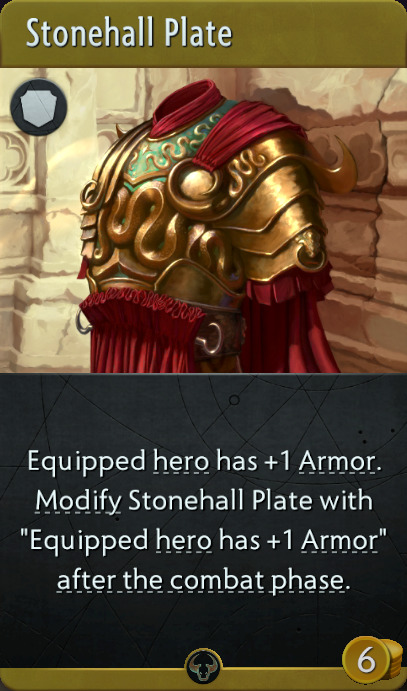 Stonehall Plate
Equipped hero has +1 Armor.
Modify Stonehall Plate with
"Equipped hero has +1 Armor"
after the combat phase.
6